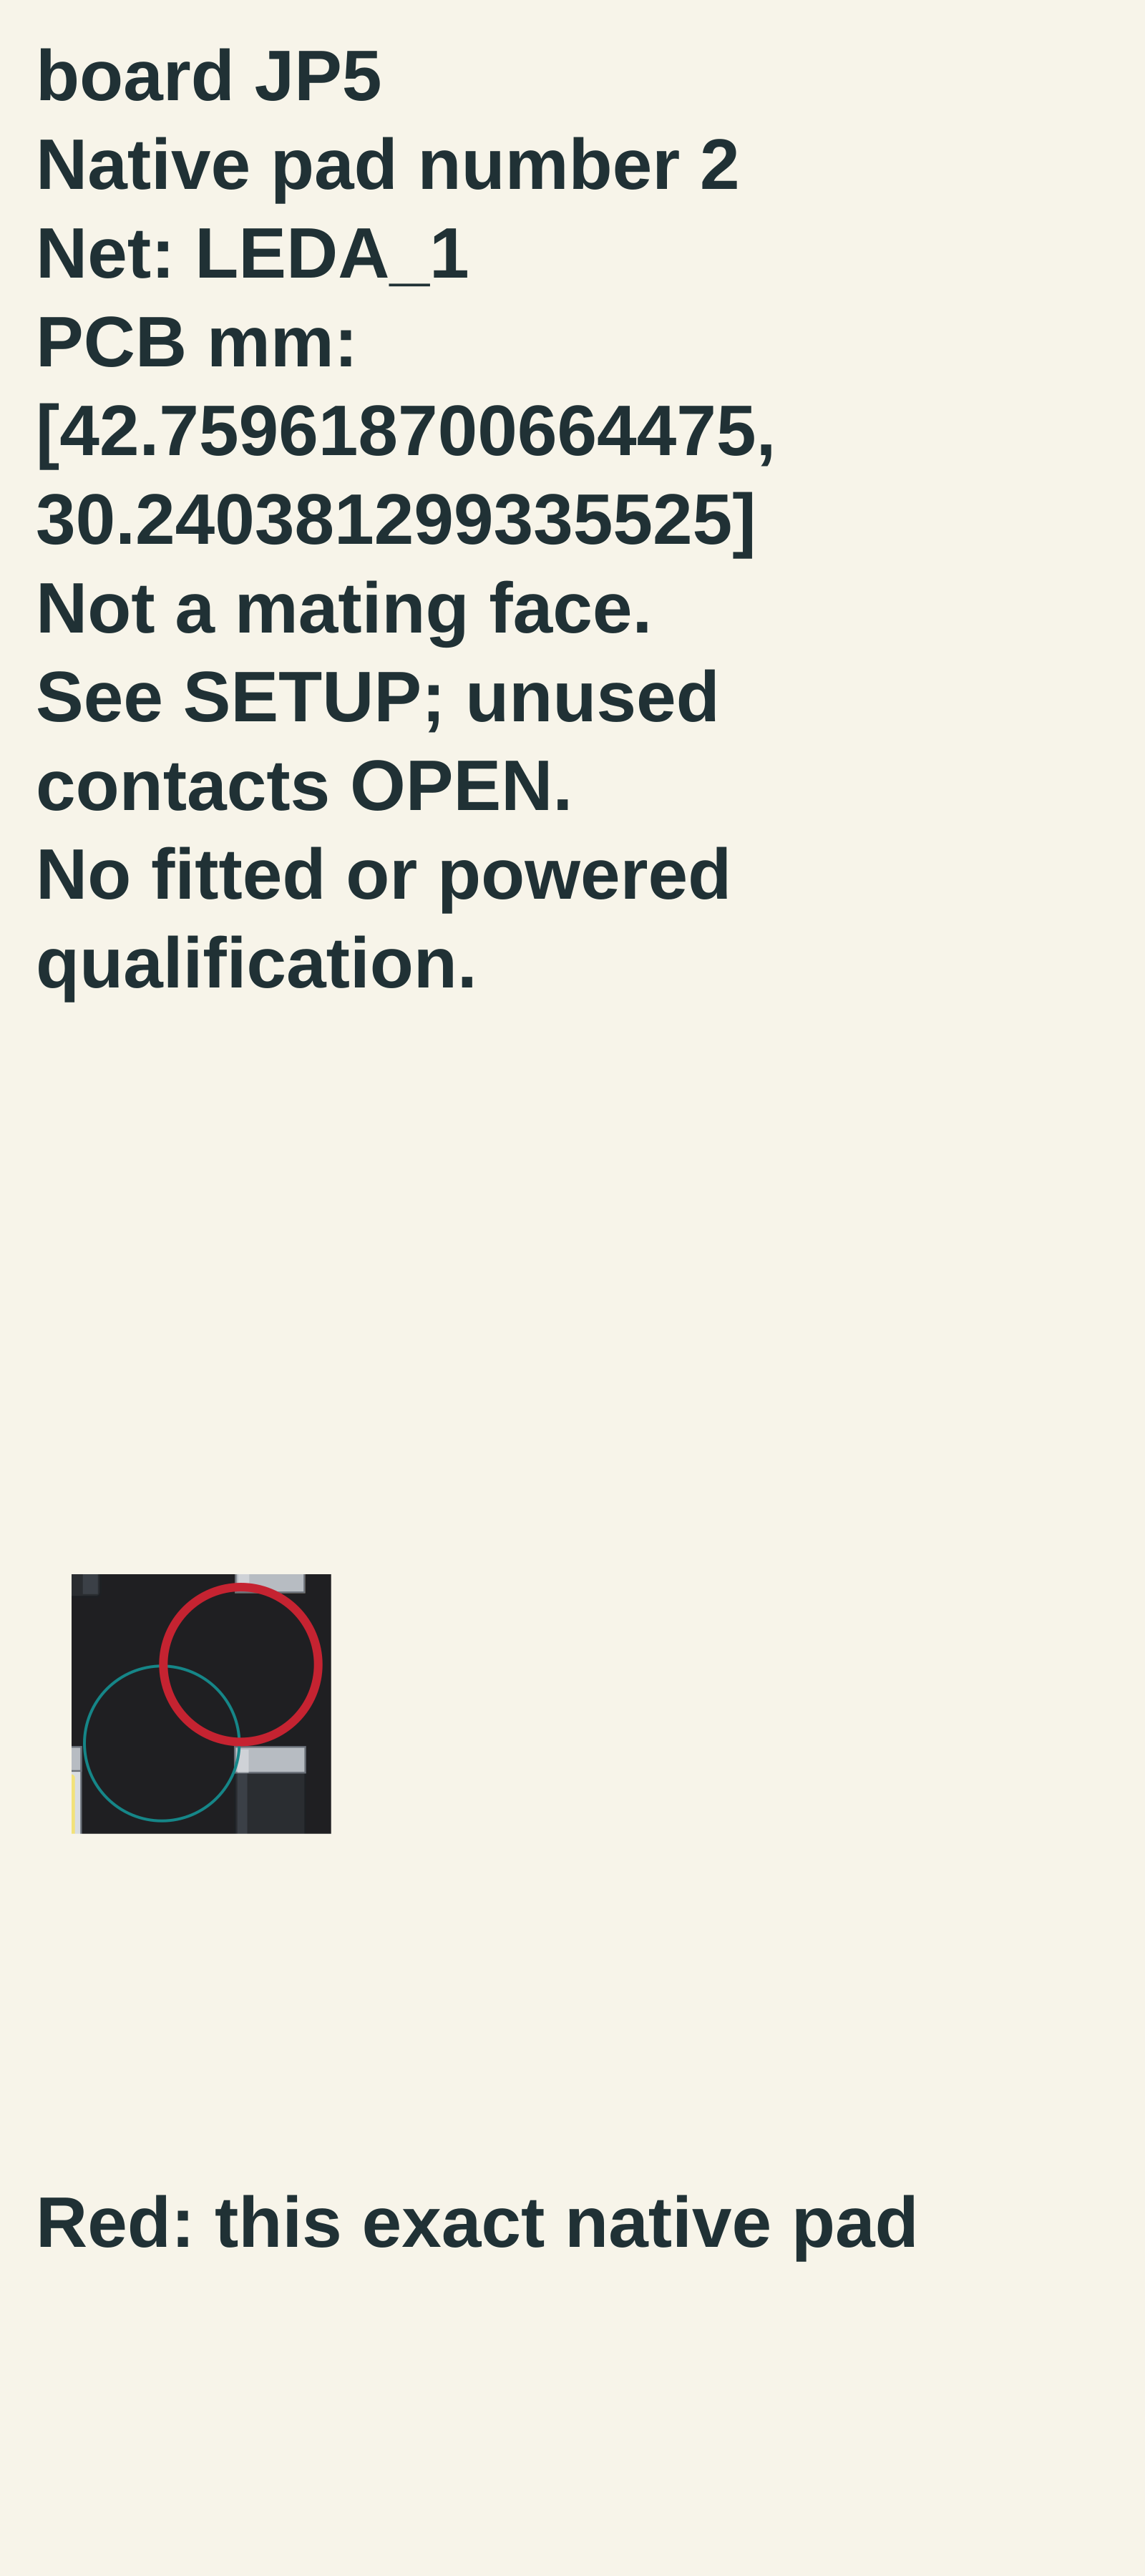 board JP5
Native pad number 2
Net: LEDA_1
PCB mm:
[42.759618700664475,
30.240381299335525]
Not a mating face.
See SETUP; unused
contacts OPEN.
No fitted or powered
qualification.
Red: this exact native pad